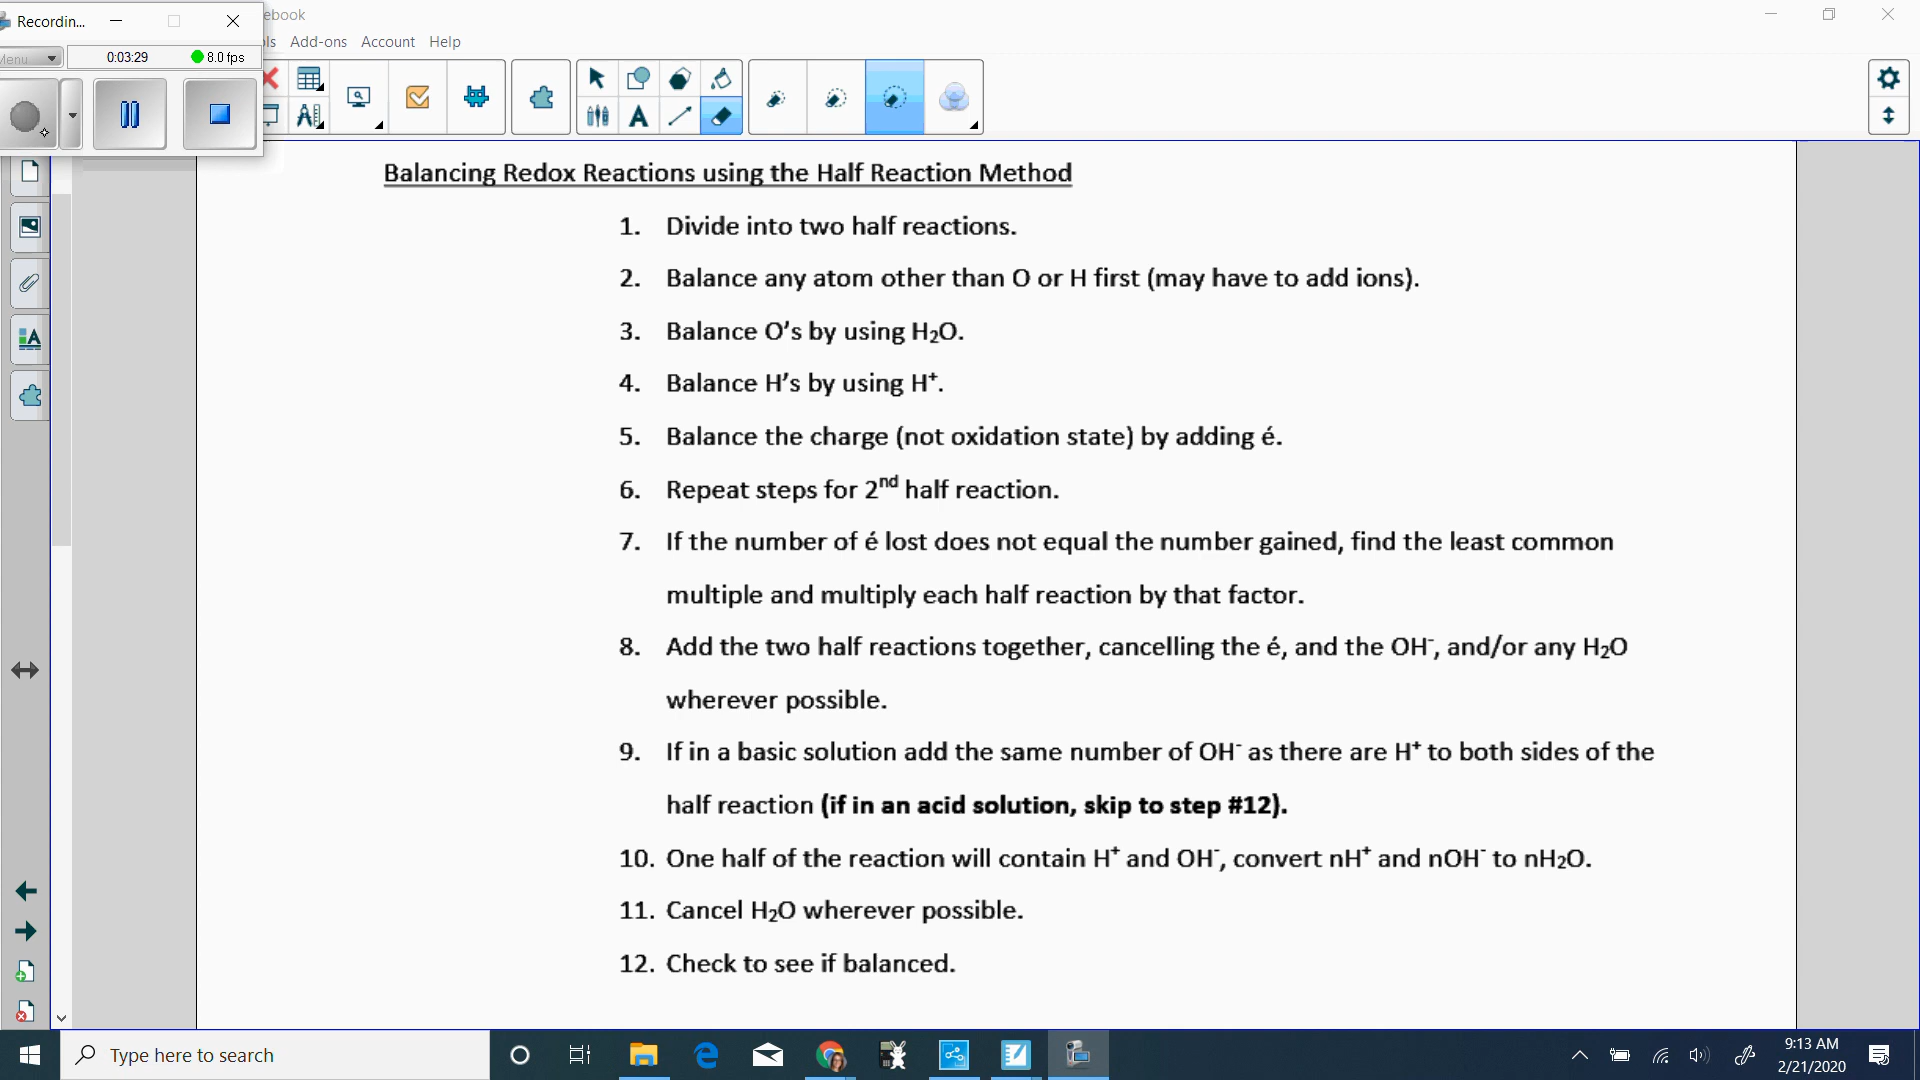 Recordin...
ebook
Menu
0:03:29
8.0 fps
ls Add-ons Account Help
Balancing Redox Reactions using the Half Reaction Method
1. Divide into two half reactions.
2. Balance any atom other than O or H first (may have to add ions).
3. Balance O’s by using H₂O.
4. Balance H’s by using H⁺.
5. Balance the charge (not oxidation state) by adding é.
6. Repeat steps for 2ⁿᵈ half reaction.
7. If the number of é lost does not equal the number gained, find the least common
multiple and multiply each half reaction by that factor.
8. Add the two half reactions together, cancelling the é, and the OH⁻, and/or any H₂O
wherever possible.
9. If in a basic solution add the same number of OH⁻ as there are H⁺ to both sides of the
half reaction (if in an acid solution, skip to step #12).
10. One half of the reaction will contain H⁺ and OH⁻, convert nH⁺ and nOH⁻ to nH₂O.
11. Cancel H₂O wherever possible.
12. Check to see if balanced.
Type here to search
9:13 AM
2/21/2020